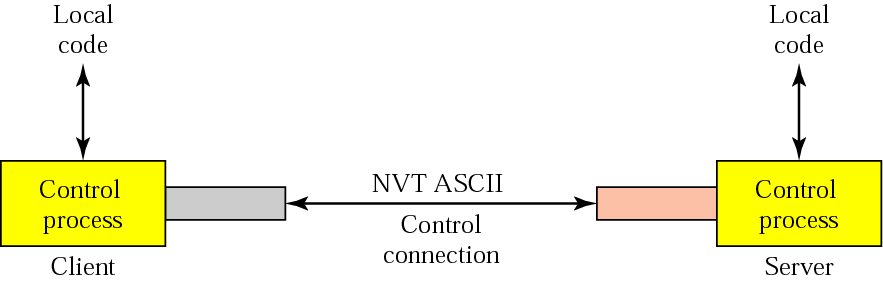 Local
code
Local
code
Control
process
NVT ASCII
Control
connection
Control
process
Client
Server